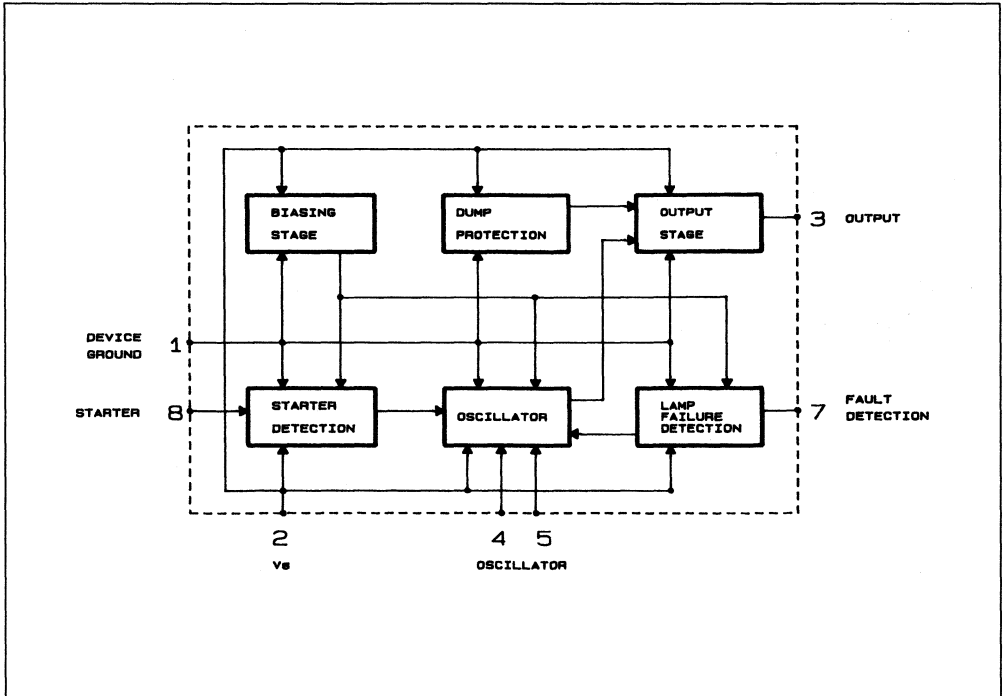 BIASING
STAGE
DUMP
PROTECTION
OUTPUT
STAGE
3 OUTPUT
DEVICE
GROUND
1
STARTER 8
STARTER
DETECTION
OSCILLATOR
LAMP
FAILURE
DETECTION
7
FAULT
DETECTION
2
Vs
4 5
OSCILLATOR